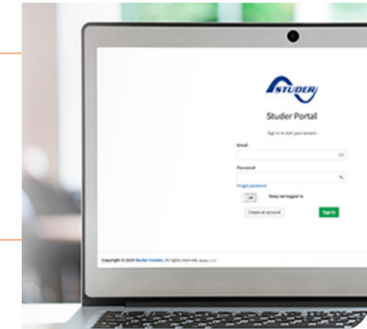 STUDER
Studer Portal
Sign in to start your session
Email
Password
Forgot password
Keep me logged in
Create an account
Sign in
Copyright © 2020 Studer Innotec. All rights reserved.